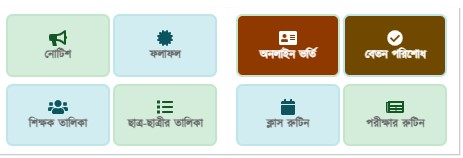 নোটিশ
ফলাফল
অনলাইন ভর্তি
বেতন পরিশোধ
শিক্ষক তালিকা
ছাত্র-ছাত্রীর তালিকা
ক্লাস রুটিন
পরীক্ষার রুটিন